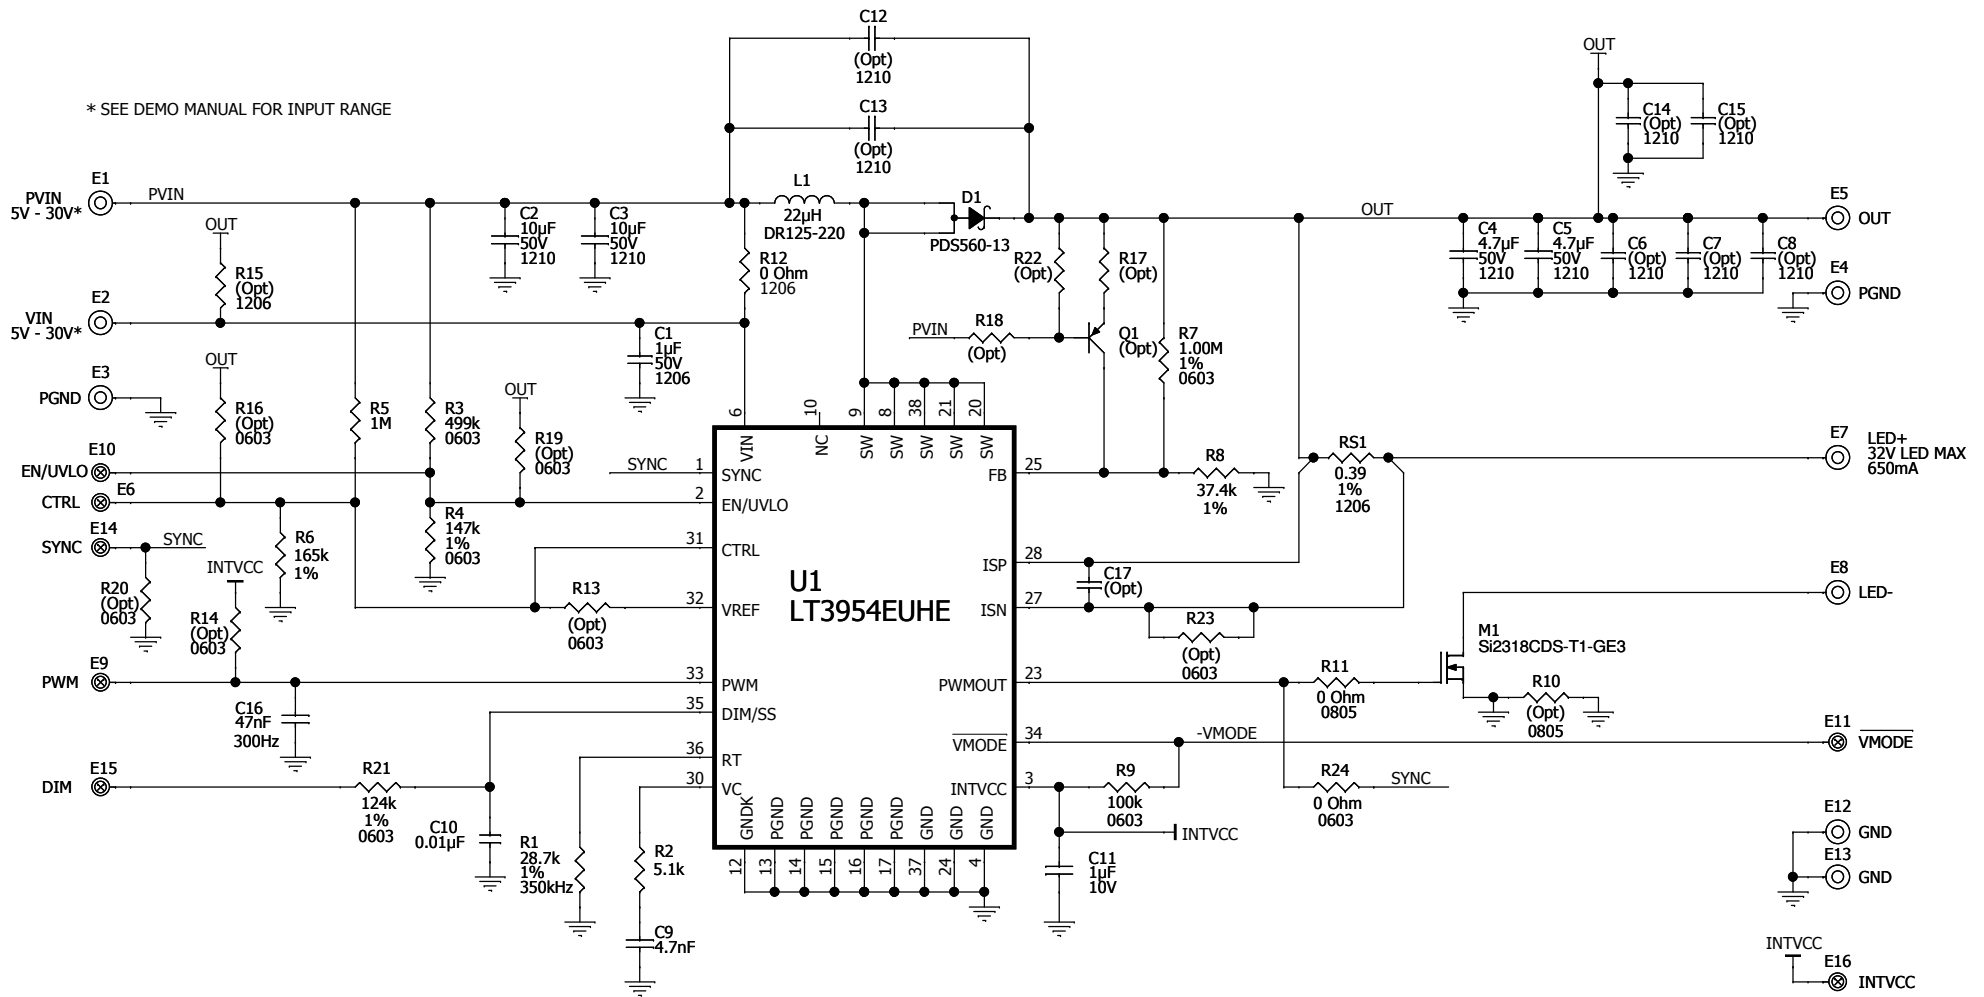 C12
(Opt)
1210
OUT
* SEE DEMO MANUAL FOR INPUT RANGE
C13
(Opt)
1210
C14
(Opt)
1210
C15
(Opt)
1210
E1
PVIN
5V - 30V*
PVIN
L1
22µH
DR125-220
D1
PDS560-13
OUT
E5
OUT
C2
10µF
50V
1210
C3
10µF
50V
1210
OUT
R15
(Opt)
1206
R12
0 Ohm
1206
R22
(Opt)
R17
(Opt)
C4
4.7µF
50V
1210
C5
4.7µF
50V
1210
C6
(Opt)
1210
C7
(Opt)
1210
C8
(Opt)
1210
E4
PGND
E2
VIN
5V - 30V*
C1
1µF
50V
1206
PVIN
R18
(Opt)
Q1
(Opt)
R7
1.00M
1%
0603
E3
PGND
OUT
R16
(Opt)
0603
R5
1M
R3
499k
0603
OUT
R19
(Opt)
0603
6
10
9
8
38
21
20
VIN
NC
SW
SW
SW
SW
SW
E10
EN/UVLO
E6
CTRL
E14
SYNC
SYNC
SYNC
1
SYNC
2
EN/UVLO
25
FB
R8
37.4k
1%
RS1
0.39
1%
1206
E7
LED+
32V LED MAX
650mA
R6
165k
1%
R4
147k
1%
0603
31
CTRL
28
ISP
C17
(Opt)
R20
(Opt)
0603
INTVCC
R14
(Opt)
0603
R13
(Opt)
0603
32
VREF
U1
LT3954EUHE
27
ISN
R23
(Opt)
0603
E8
LED-
M1
Si2318CDS-T1-GE3
E9
PWM
33
PWM
23
PWMOUT
R11
0 Ohm
0805
R10
(Opt)
0805
C16
47nF
300Hz
35
DIM/SS
34
VMODE
-VMODE
E11
VMODE
36
RT
30
VC
3
INTVCC
R9
100k
0603
R24
0 Ohm
0603
SYNC
E15
DIM
R21
124k
1%
0603
C10
0.01µF
R1
28.7k
1%
350kHz
R2
5.1k
GNDK
PGND
PGND
PGND
PGND
PGND
GND
GND
GND
12
13
14
15
16
17
37
24
4
INTVCC
C11
1µF
10V
E12
GND
E13
GND
C9
4.7nF
INTVCC
E16
INTVCC